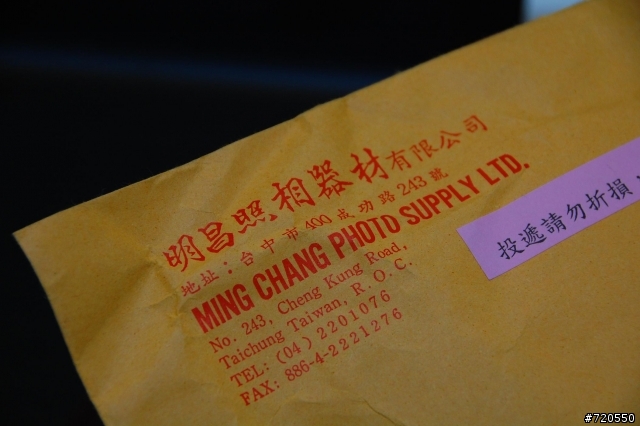 明昌照相器材有限公司
地址：台中市400成功路243號
MING CHANG PHOTO SUPPLY LTD.
No. 243, Cheng Kung Road,
Taichung Taiwan, R. O. C.
TEL: (04) 2201076
FAX: 886-4-2221276
投遞請勿折損，
#720550